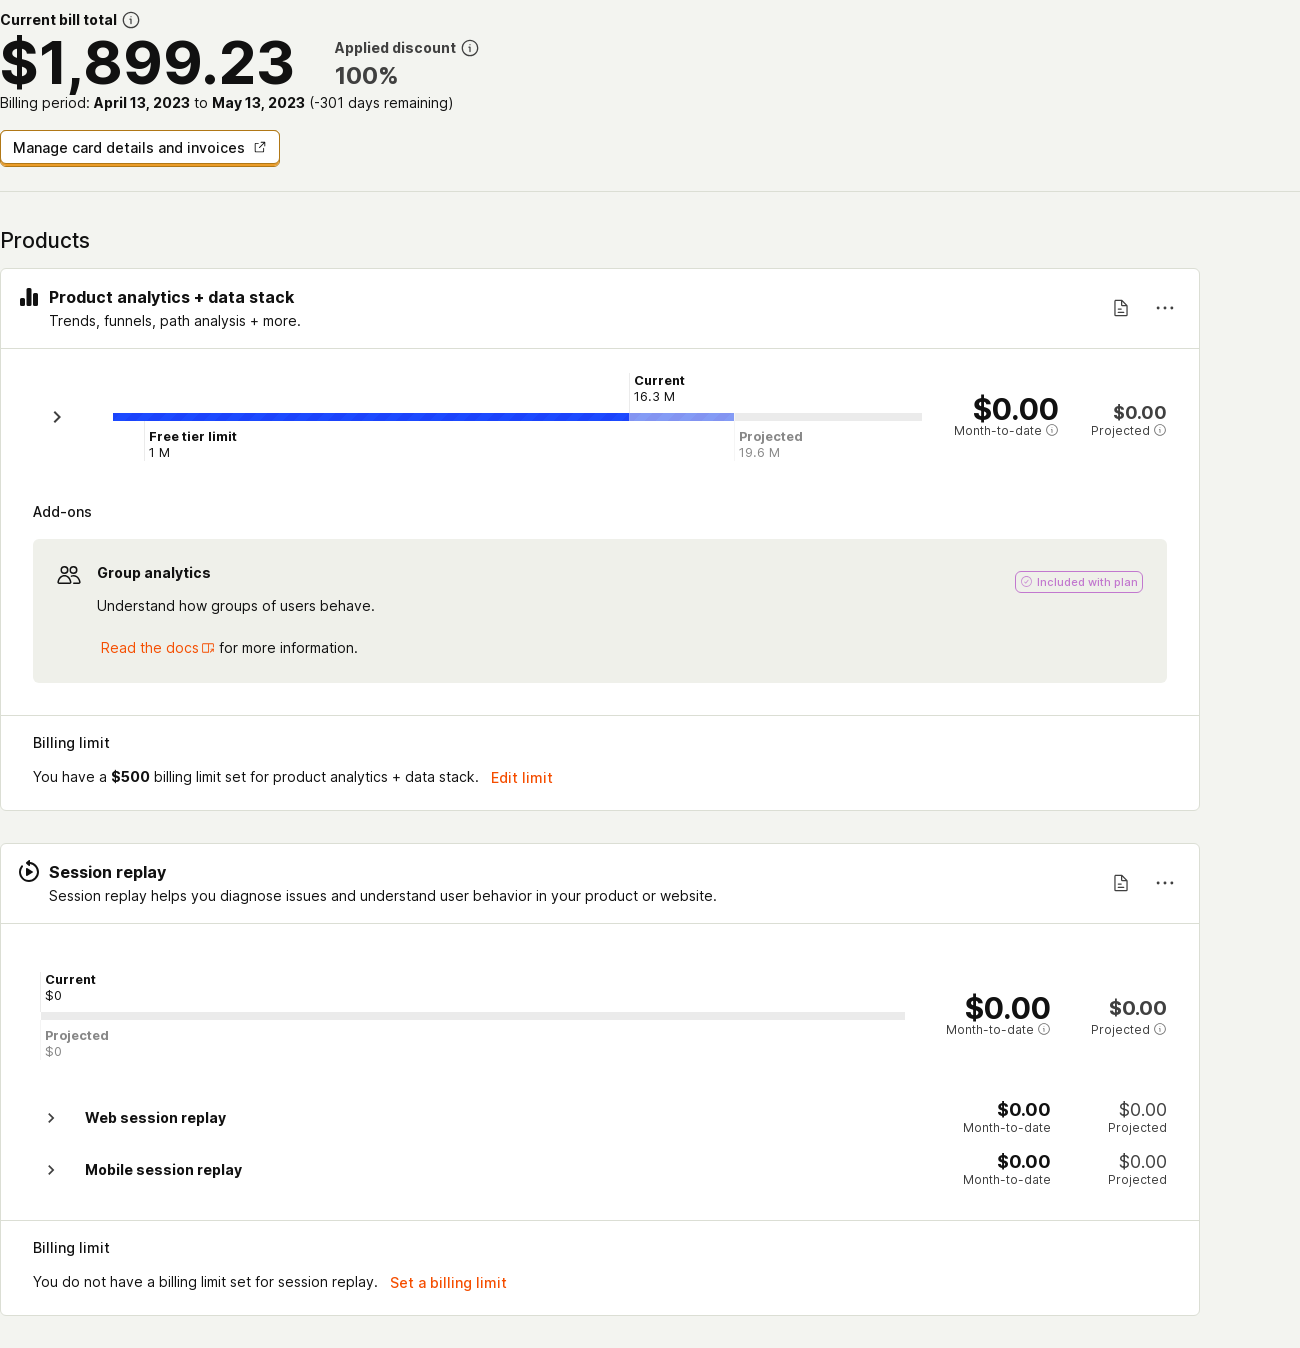 Current bill total
$1,899.23
Applied discount
100%
Billing period: April 13, 2023 to May 13, 2023 (-301 days remaining)
Manage card details and invoices
Products
Product analytics + data stack
Trends, funnels, path analysis + more.
Current
16.3 M
Free tier limit
1 M
Projected
19.6 M
$0.00
Month-to-date
$0.00
Projected
Add-ons
Group analytics
Included with plan
Understand how groups of users behave.
Read the docs for more information.
Billing limit
You have a $500 billing limit set for product analytics + data stack. Edit limit
Session replay
Session replay helps you diagnose issues and understand user behavior in your product or website.
Current
$0
Projected
$0
$0.00
Month-to-date
$0.00
Projected
Web session replay
$0.00
Month-to-date
$0.00
Projected
Mobile session replay
$0.00
Month-to-date
$0.00
Projected
Billing limit
You do not have a billing limit set for session replay. Set a billing limit